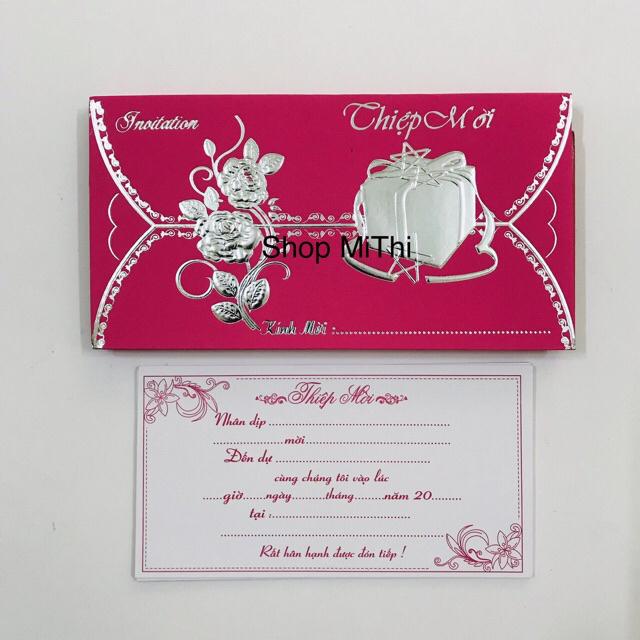 Invitation
Thiệp Mời
Shop MiThi
Kính Mời :........................................
Thiệp Mời
Nhân dịp ........................................
........................mời........................................
Đến dự ........................................
cùng chúng tôi vào lúc
......giờ......ngày.........tháng.........năm 20.........
tại :........................................
............................................................
Rất hân hạnh được đón tiếp !